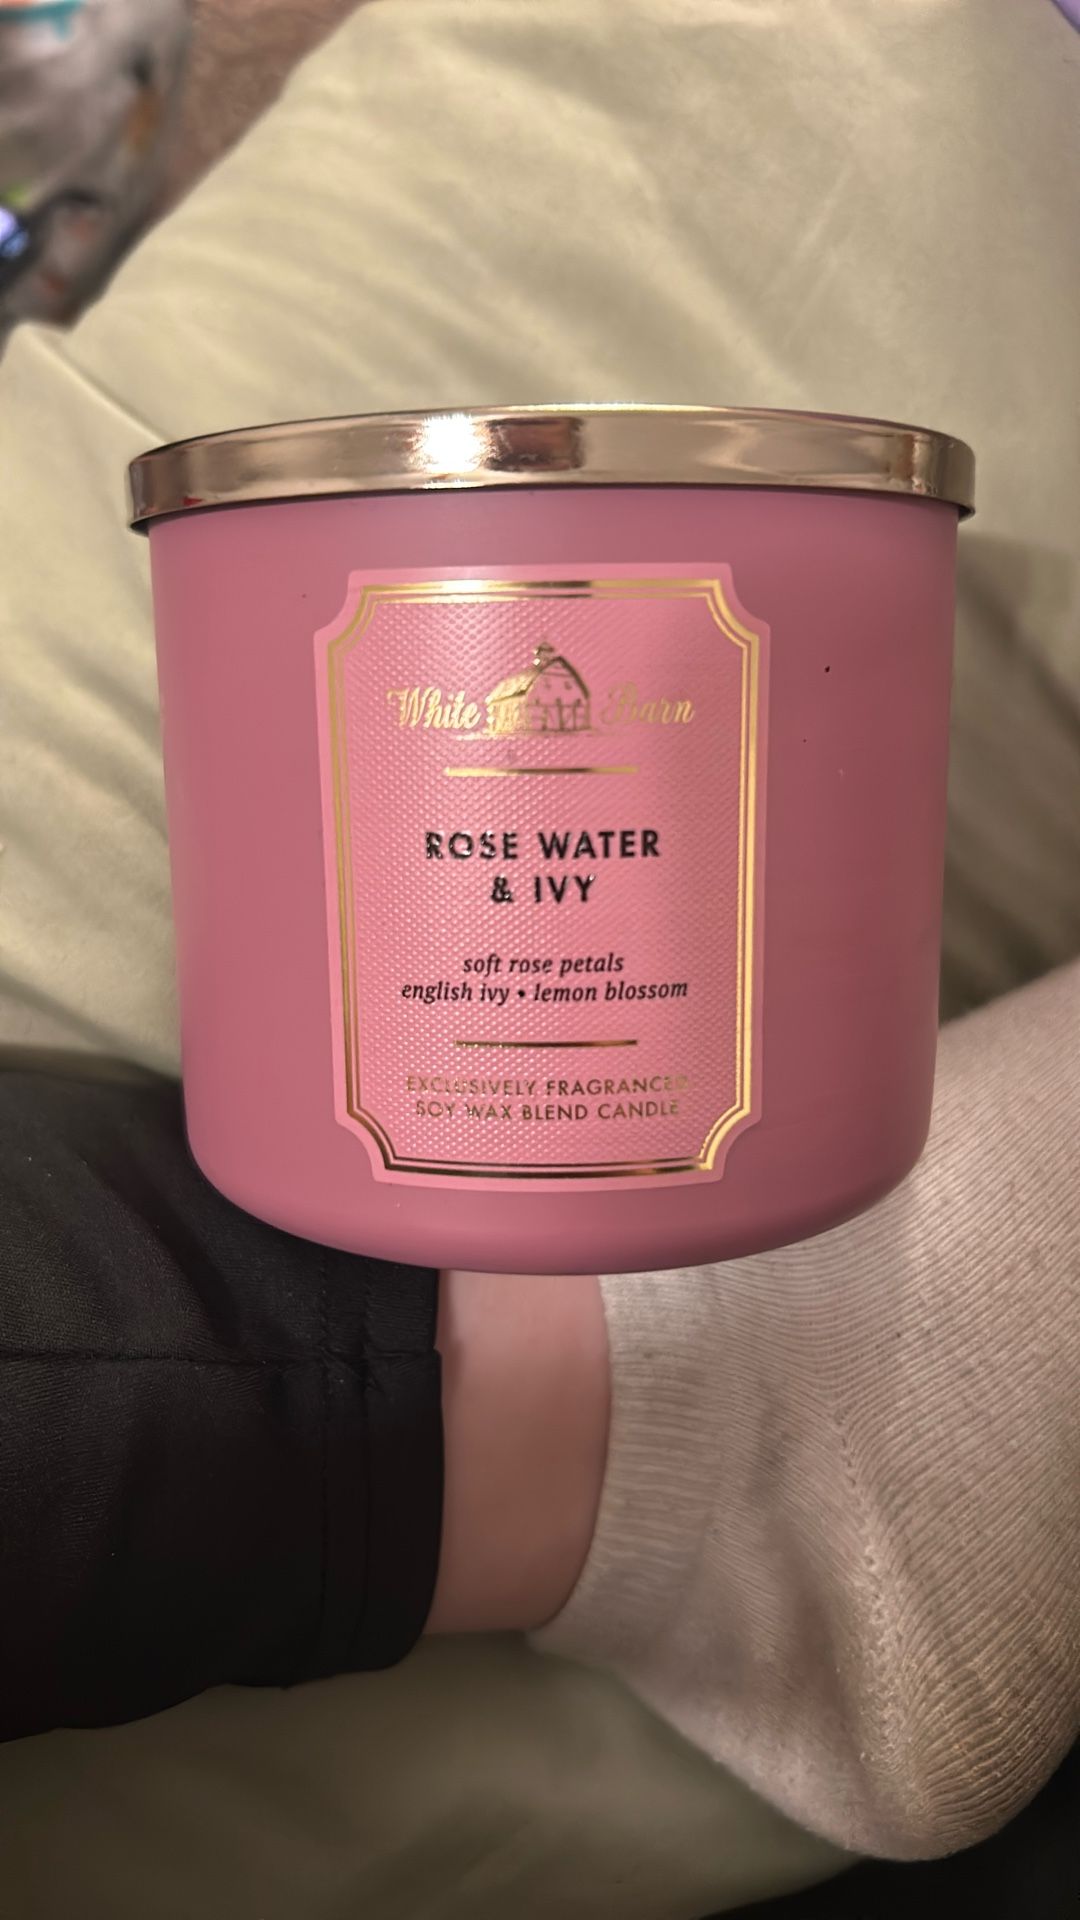 White Barn
ROSE WATER
& IVY
soft rose petals
english ivy • lemon blossom
EXCLUSIVELY FRAGRANCED
SOY WAX BLEND CANDLE